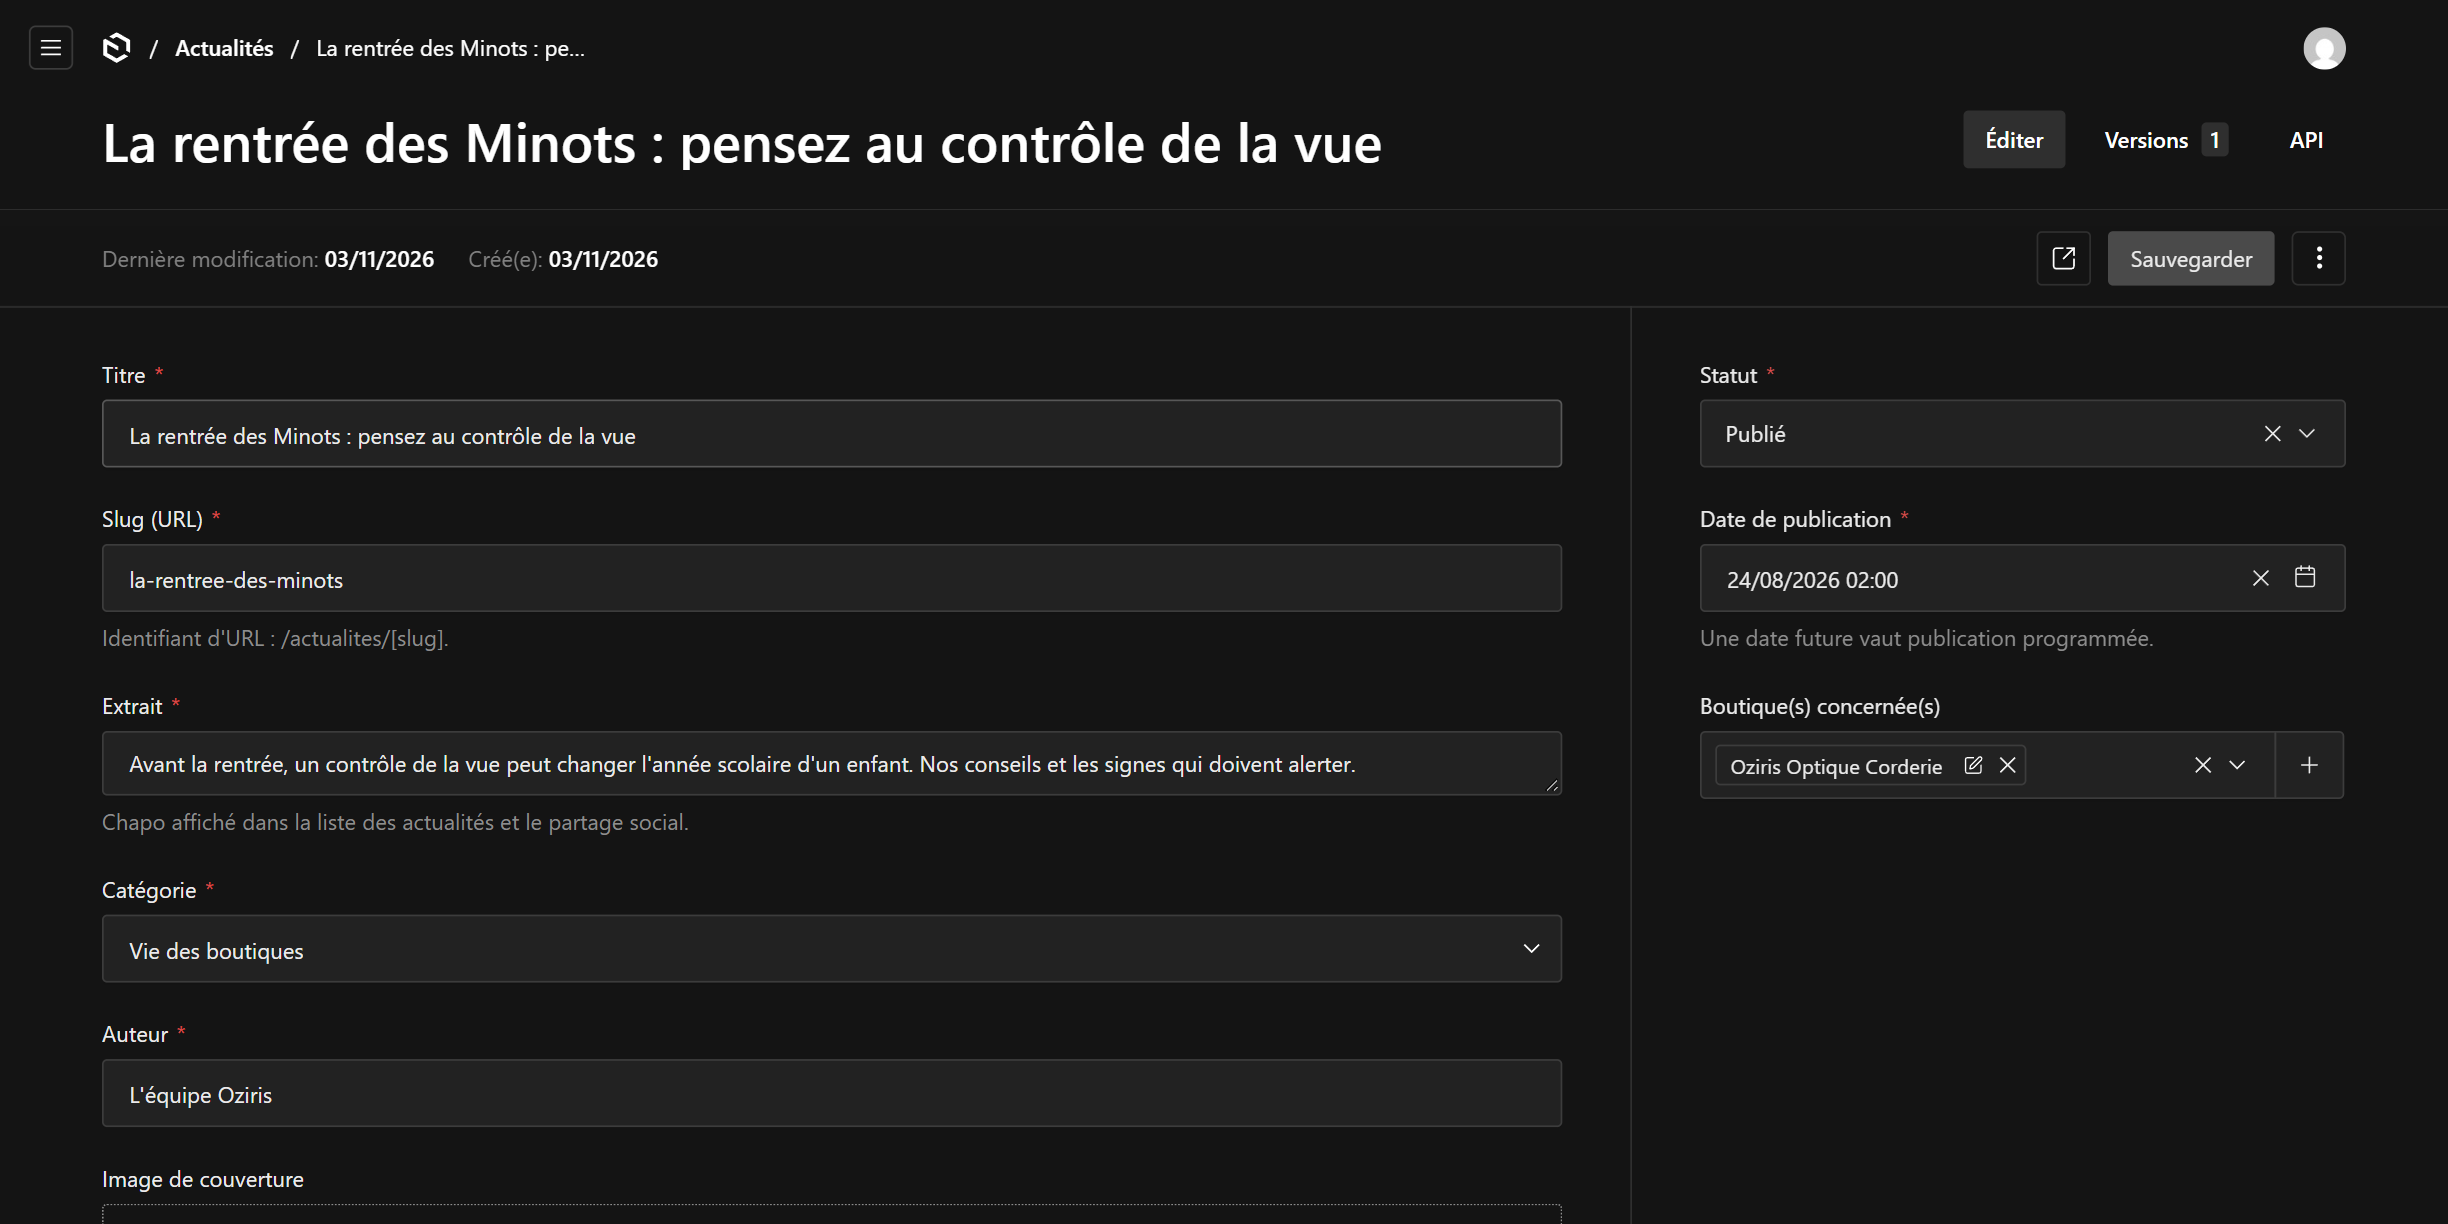 / Actualités / La rentrée des Minots : pe...
La rentrée des Minots : pensez au contrôle de la vue
Éditer Versions 1 API
Dernière modification: 03/11/2026 Créé(e): 03/11/2026
Sauvegarder
Titre *
La rentrée des Minots : pensez au contrôle de la vue
Slug (URL) *
la-rentree-des-minots
Identifiant d'URL : /actualites/[slug].
Extrait *
Avant la rentrée, un contrôle de la vue peut changer l'année scolaire d'un enfant. Nos conseils et les signes qui doivent alerter.
Chapo affiché dans la liste des actualités et le partage social.
Catégorie *
Vie des boutiques
Auteur *
L'équipe Oziris
Image de couverture
Statut *
Publié
Date de publication *
24/08/2026 02:00
Une date future vaut publication programmée.
Boutique(s) concernée(s)
Oziris Optique Corderie